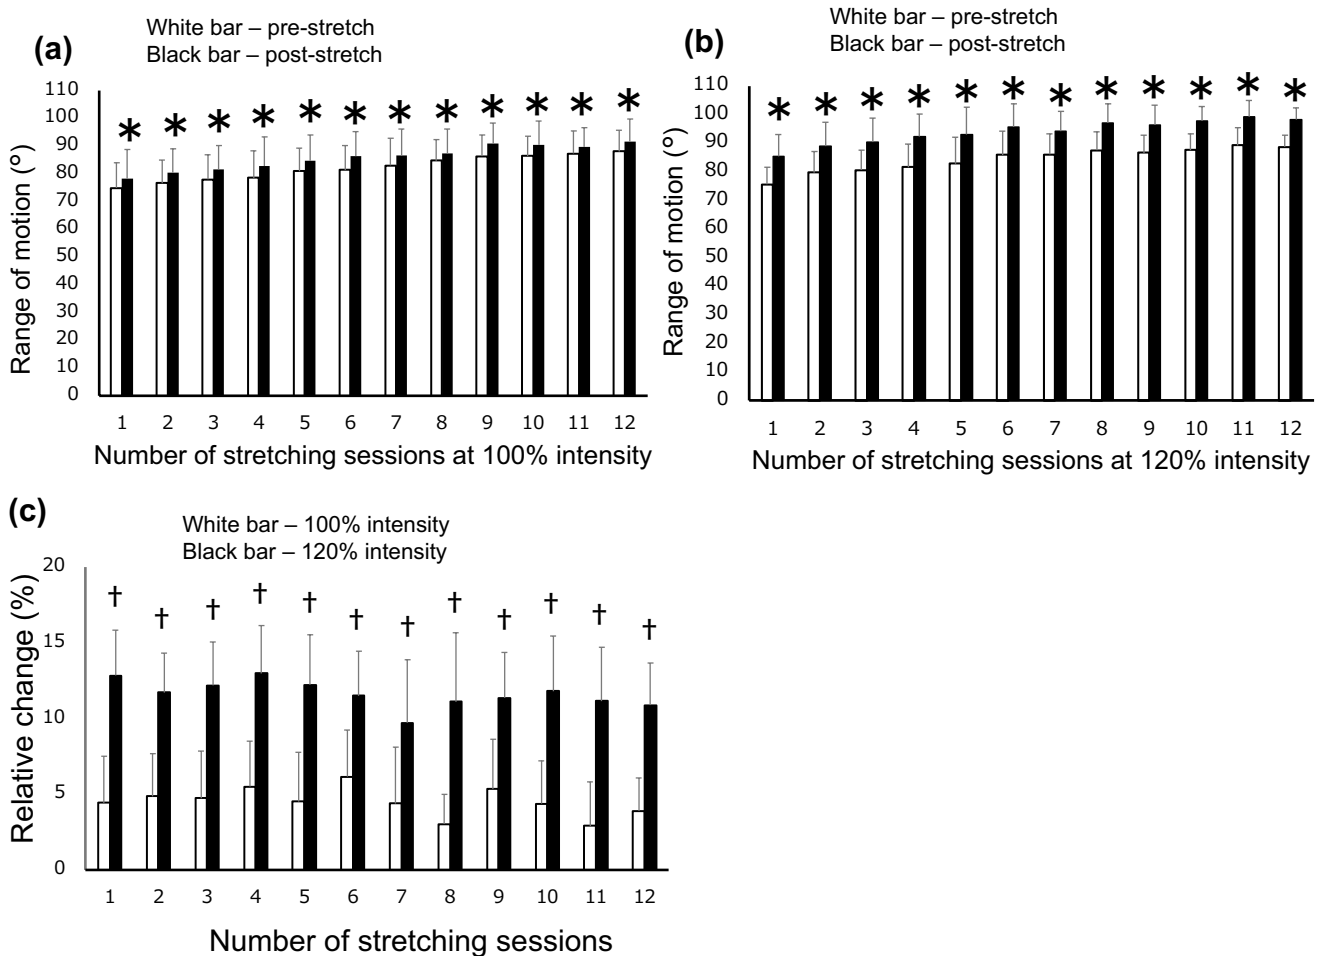 (a)
White bar – pre-stretch
Black bar – post-stretch
Range of motion (°)
110
100
90
80
70
60
50
40
30
20
10
0
* * * * * * * * * * * *
1 2 3 4 5 6 7 8 9 10 11 12
Number of stretching sessions at 100% intensity
(b)
White bar – pre-stretch
Black bar – post-stretch
Range of motion (°)
110
100
90
80
70
60
50
40
30
20
10
0
* * * * * * * * * * * *
1 2 3 4 5 6 7 8 9 10 11 12
Number of stretching sessions at 120% intensity
(c)
White bar – 100% intensity
Black bar – 120% intensity
Relative change (%)
20
15
10
5
0
† † † † † † † † † † † †
1 2 3 4 5 6 7 8 9 10 11 12
Number of stretching sessions